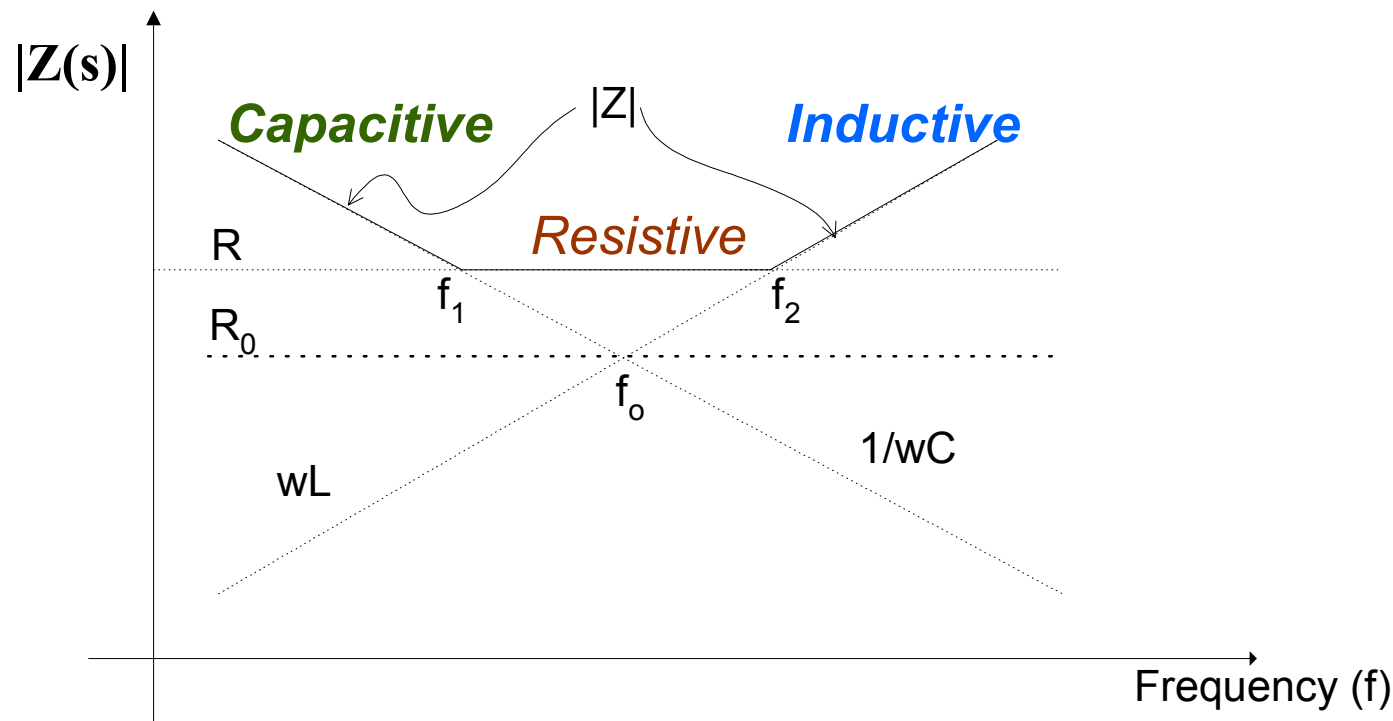 |Z(s)|
Capacitive
|Z|
Inductive
R
Resistive
f₁
f₂
R₀
fₒ
wL
1/wC
Frequency (f)